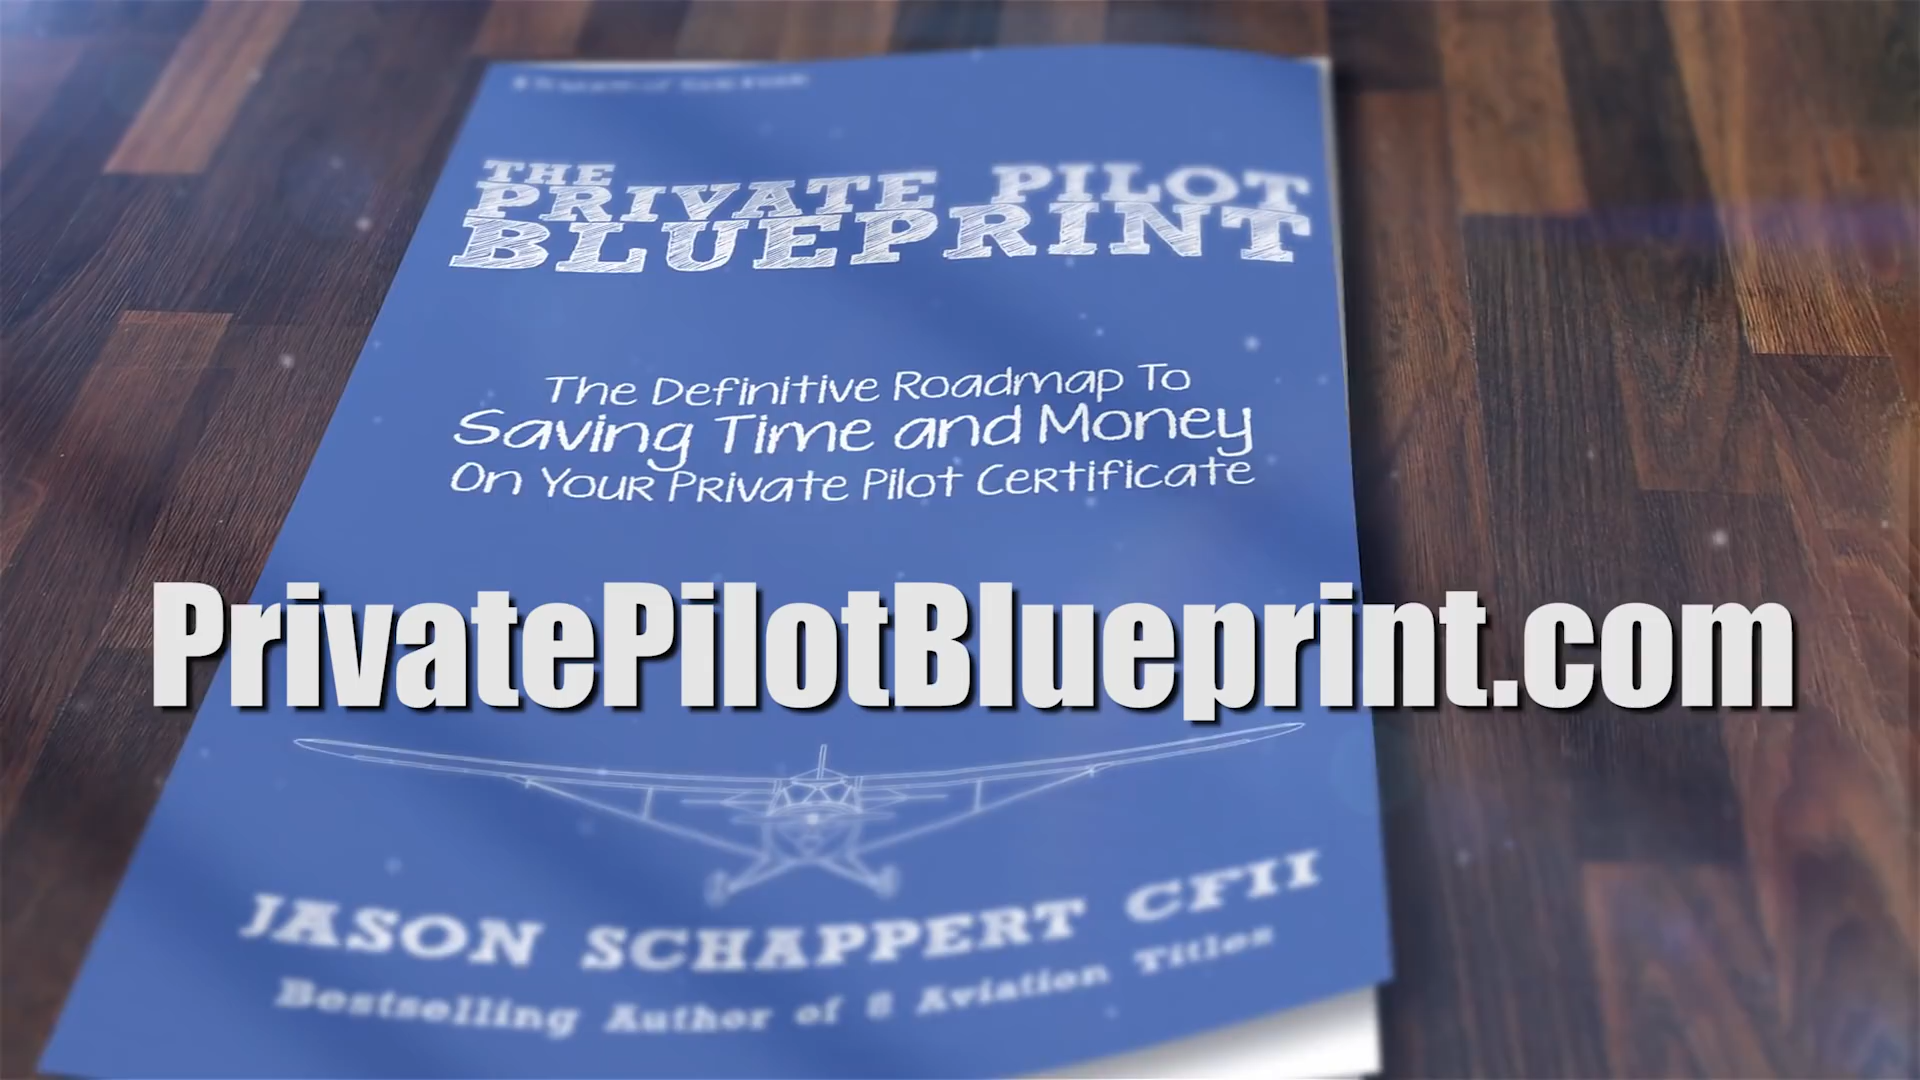 THE
PRIVATE PILOT
BLUEPRINT
The Definitive Roadmap To
Saving Time and Money
On Your Private Pilot Certificate
PrivatePilotBlueprint.com
JASON SCHAPPERT CFII
Bestselling Author of 8 Aviation Titles